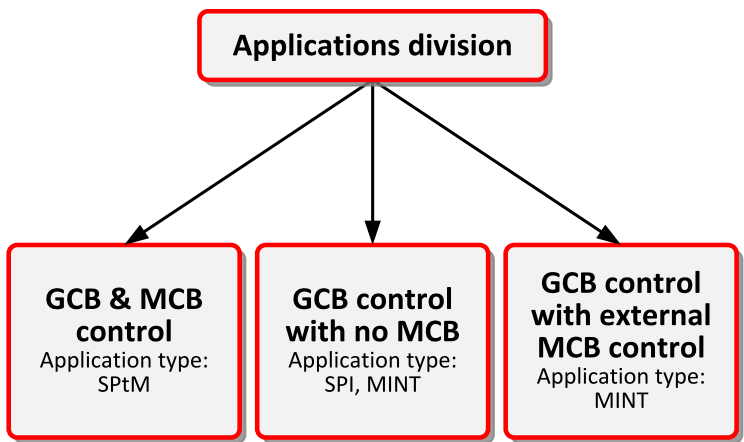 Applications division
GCB & MCB
control
Application type:
SPtM
GCB control
with no MCB
Application type:
SPI, MINT
GCB control
with external
MCB control
Application type:
MINT